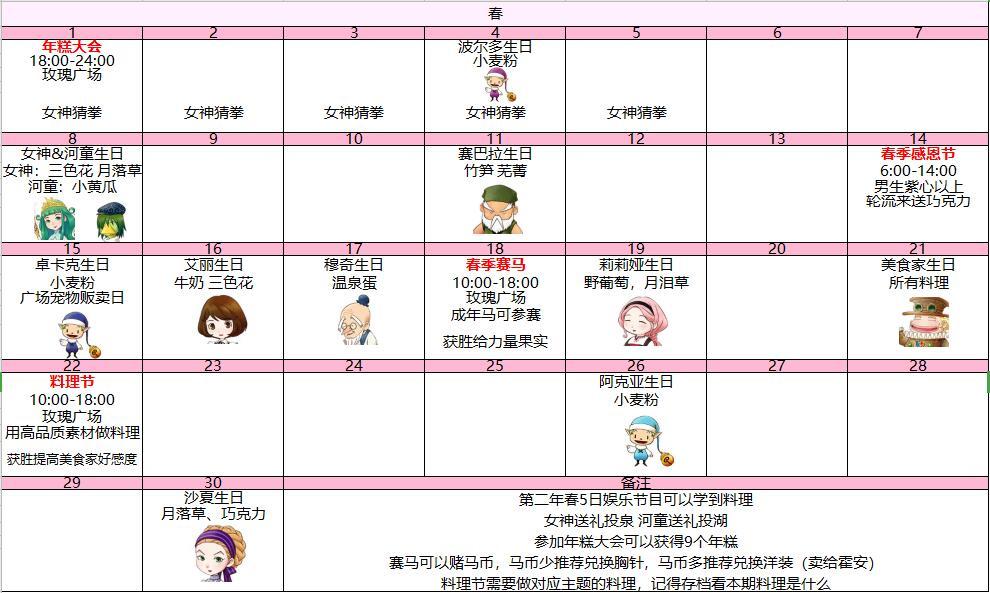 春
1 2 3 4 5 6 7
年糕大会
18:00-24:00
玫瑰广场
女神猜拳
女神猜拳
女神猜拳
波尔多生日
小麦粉
女神猜拳
女神猜拳
8 9 10 11 12 13 14
女神&河童生日
女神：三色花 月落草
河童：小黄瓜
赛巴拉生日
竹笋 芜菁
春季感恩节
6:00-14:00
男生紫心以上
轮流来送巧克力
15 16 17 18 19 20 21
卓卡克生日
小麦粉
广场宠物贩卖日
艾丽生日
牛奶 三色花
穆奇生日
温泉蛋
春季赛马
10:00-18:00
玫瑰广场
成年马可参赛
获胜给力量果实
莉莉娅生日
野葡萄，月泪草
美食家生日
所有料理
22 23 24 25 26 27 28
料理节
10:00-18:00
玫瑰广场
用高品质素材做料理
获胜提高美食家好感度
阿克亚生日
小麦粉
29 30 备注
沙夏生日
月落草、巧克力
第二年春5日娱乐节目可以学到料理
女神送礼投泉 河童送礼投湖
参加年糕大会可以获得9个年糕
赛马可以赌马币，马币少推荐兑换胸针，马币多推荐兑换洋装（卖给霍安）
料理节需要做对应主题的料理，记得存档看本期料理是什么